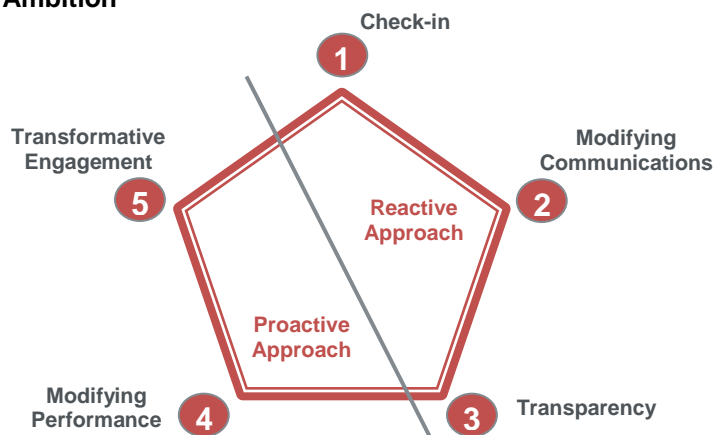 Ambition
Check-in
1
Transformative
Engagement
5
Modifying
Communications
2
Reactive
Approach
Proactive
Approach
Modifying
Performance
4
3
Transparency